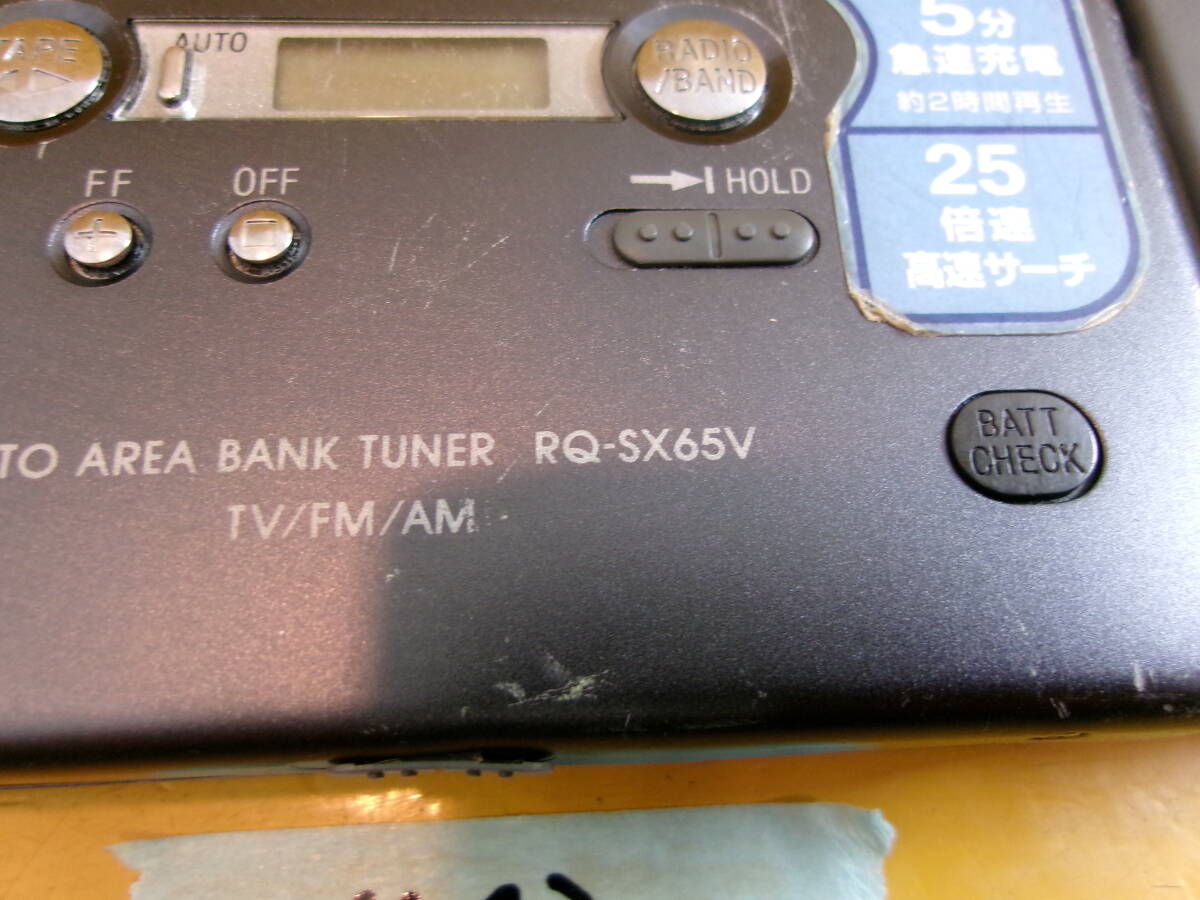 TAPE
AUTO
RADIO
/BAND
5分
急速充電
約2時間再生
FF
OFF
HOLD
25
倍速
高速サーチ
BATT
CHECK
TO AREA BANK TUNER RQ-SX65V
TV/FM/AM